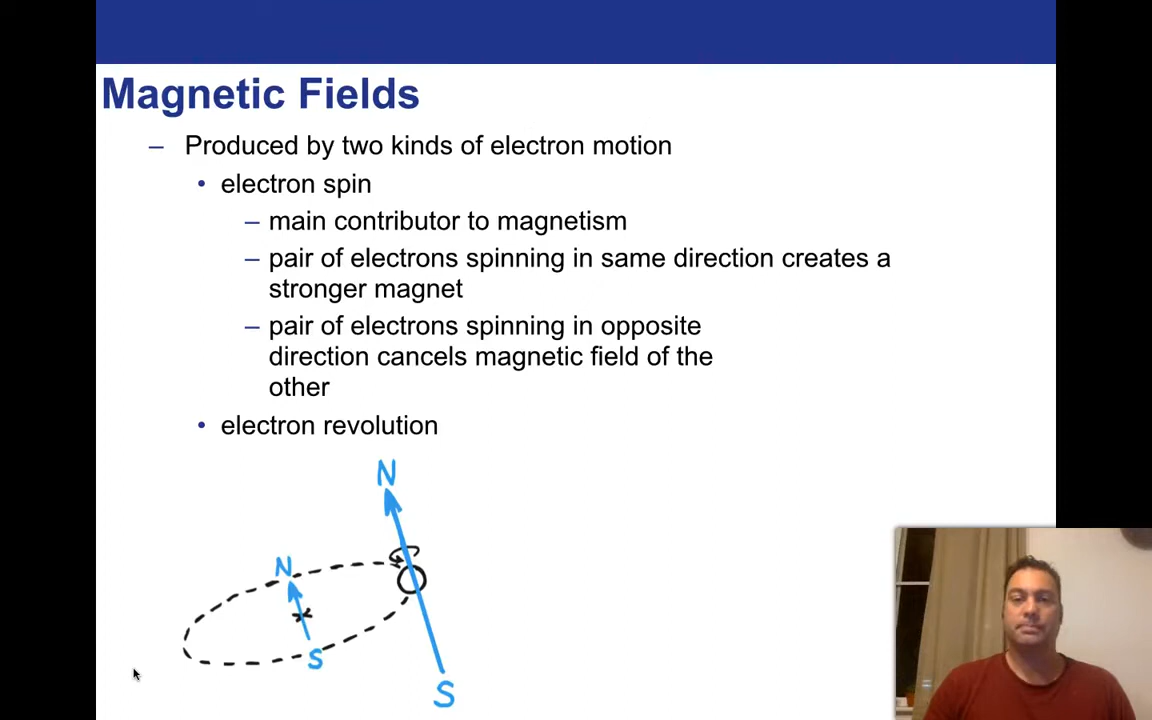 Magnetic Fields
– Produced by two kinds of electron motion
• electron spin
– main contributor to magnetism
– pair of electrons spinning in same direction creates a
stronger magnet
– pair of electrons spinning in opposite
direction cancels magnetic field of the
other
• electron revolution
N
N
S
S